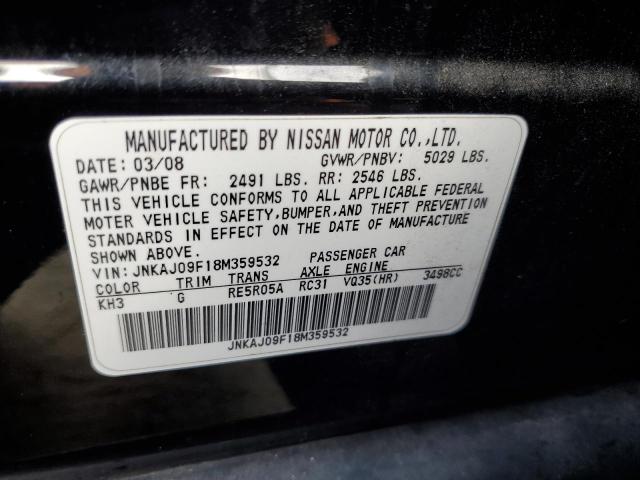 MANUFACTURED BY NISSAN MOTOR CO.,LTD.
DATE: 03/08 GVWR/PNBV: 5029 LBS.
GAWR/PNBE FR: 2491 LBS. RR: 2546 LBS.
THIS VEHICLE CONFORMS TO ALL APPLICABLE FEDERAL
MOTER VEHICLE SAFETY,BUMPER,AND THEFT PREVENTION
STANDARDS IN EFFECT ON THE DATE OF MANUFACTURE
SHOWN ABOVE.
VIN: JNKAJ09F18M359532 PASSENGER CAR
COLOR TRIM TRANS AXLE ENGINE
KH3 G RE5R05A RC31 VQ35(HR) 3498CC
JNKAJ09F18M359532